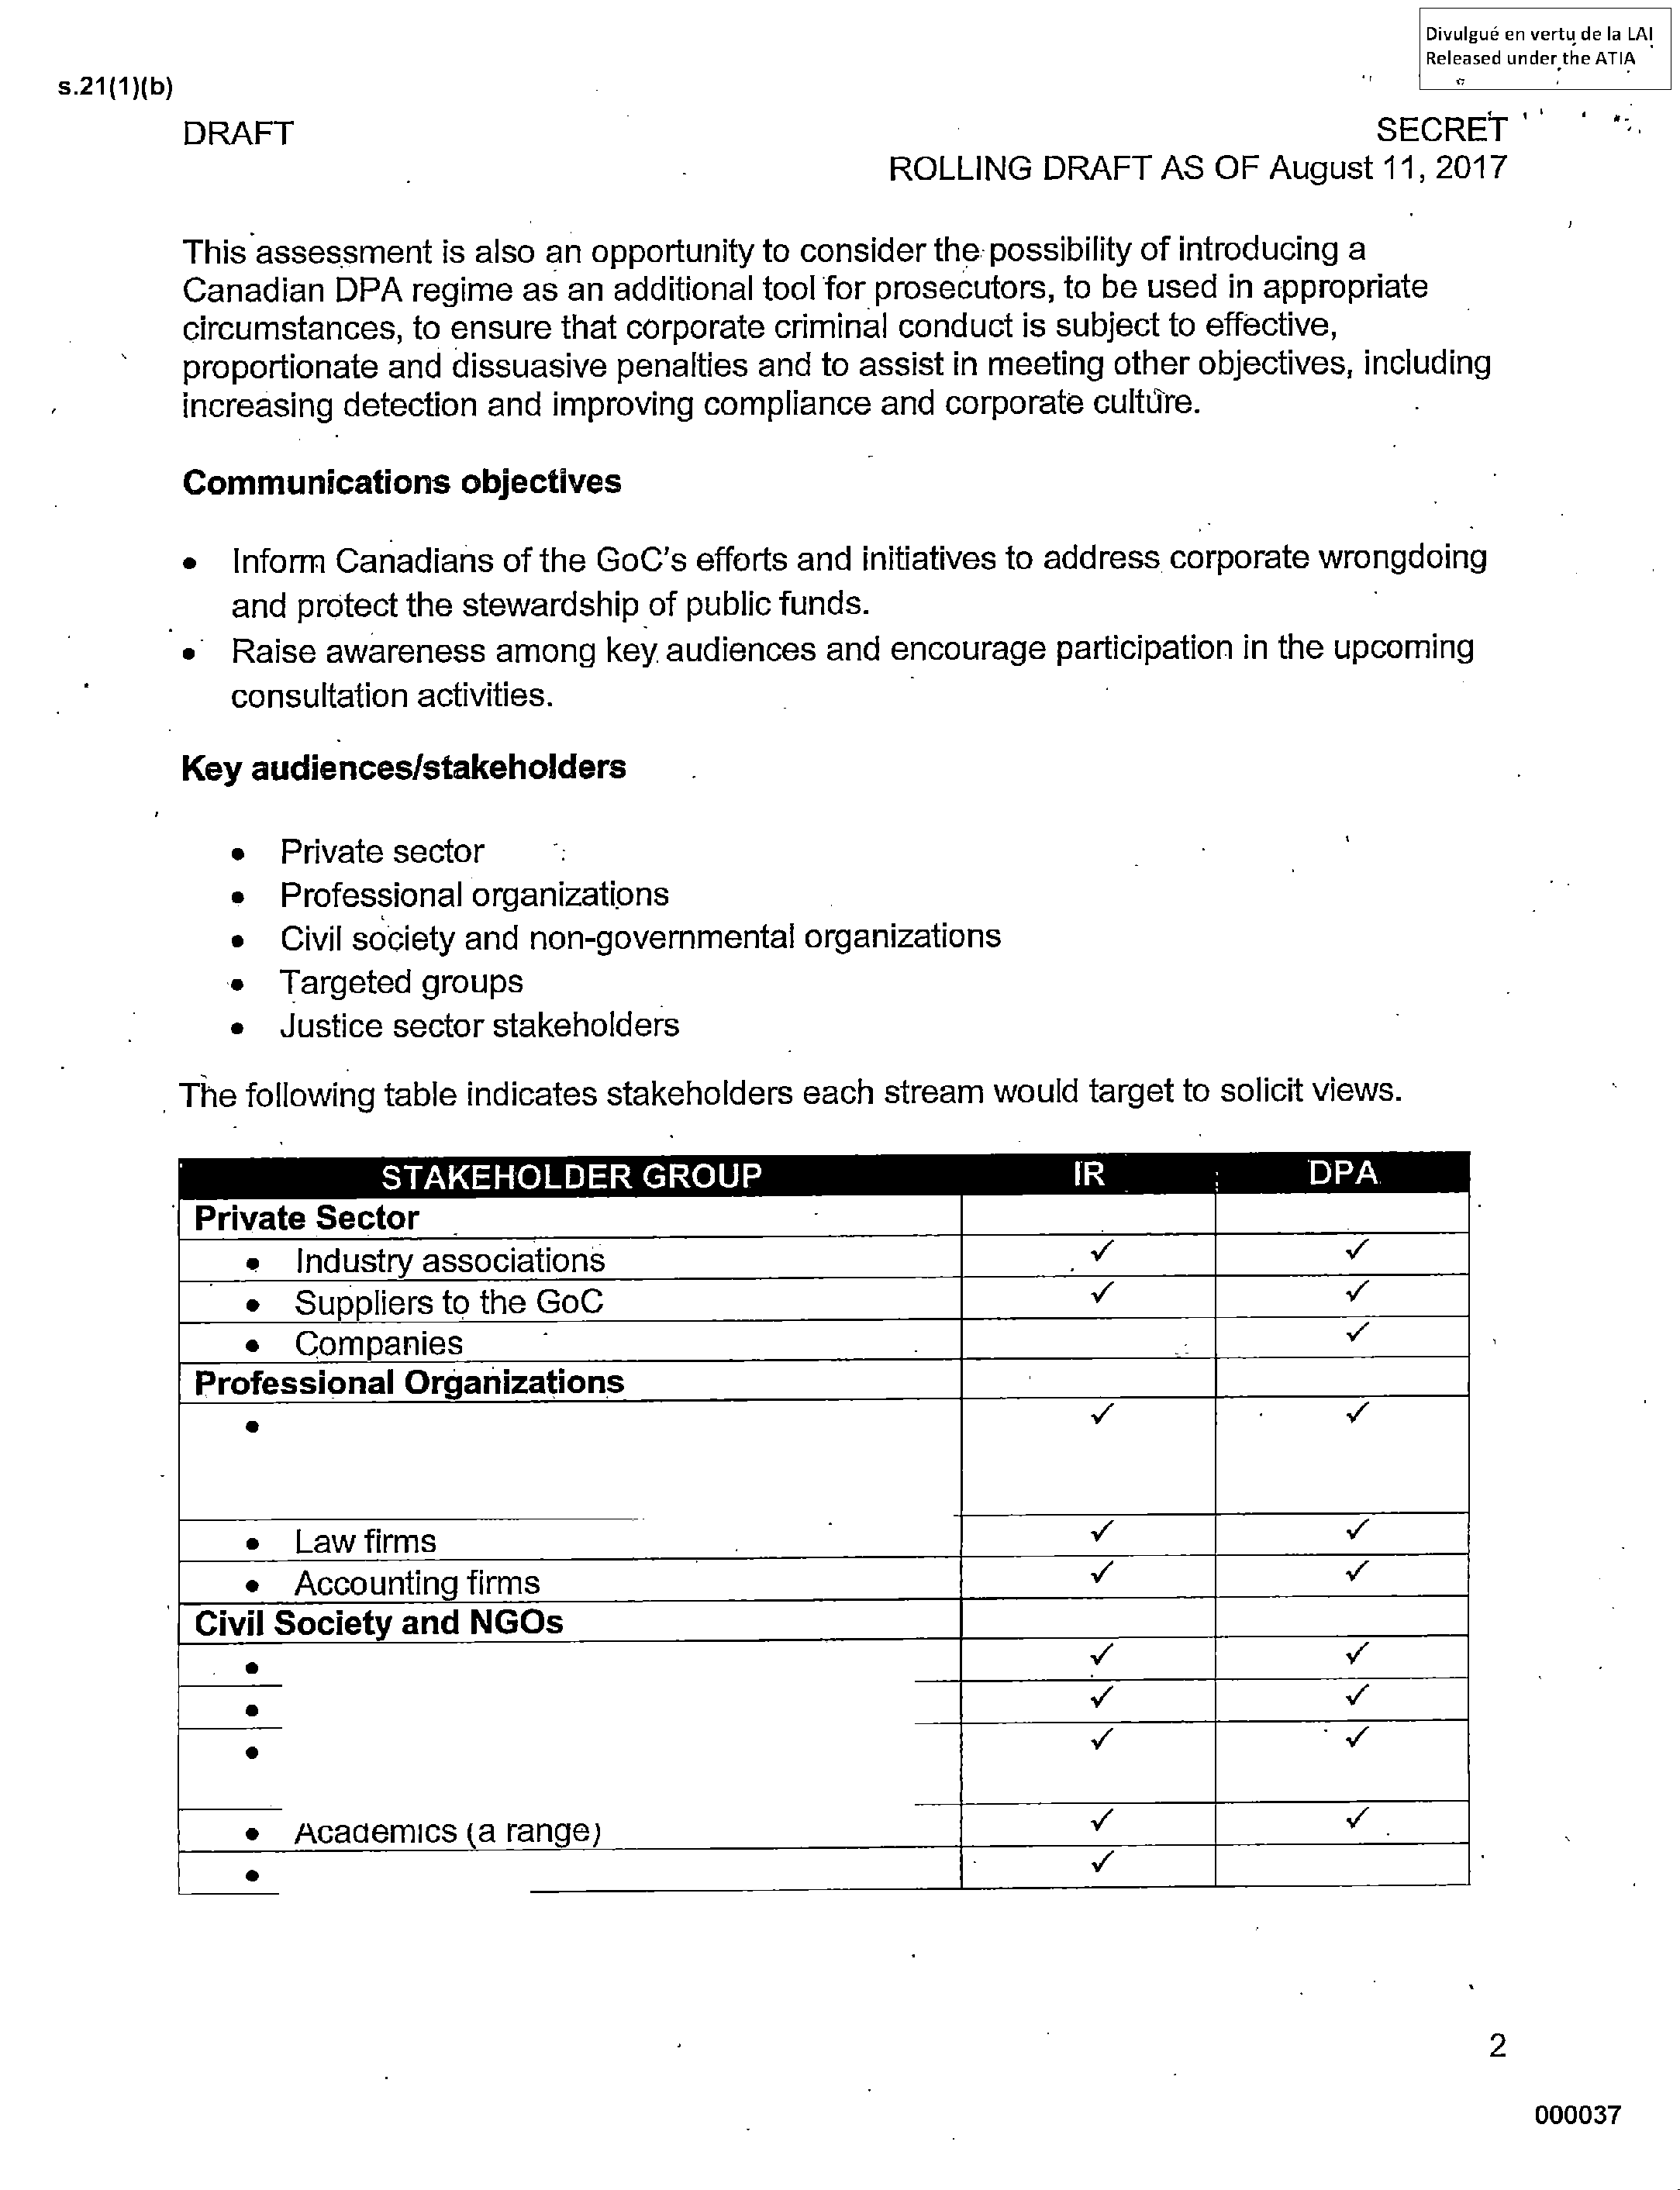 Divulgué en vertu de la LAI
Released under the ATIA
s.21(1)(b)
DRAFT
SECRET
ROLLING DRAFT AS OF August 11, 2017
This assessment is also an opportunity to consider the possibility of introducing a
Canadian DPA regime as an additional tool for prosecutors, to be used in appropriate
circumstances, to ensure that corporate criminal conduct is subject to effective,
proportionate and dissuasive penalties and to assist in meeting other objectives, including
increasing detection and improving compliance and corporate culture.
Communications objectives
• Inform Canadians of the GoC's efforts and initiatives to address corporate wrongdoing
and protect the stewardship of public funds.
• Raise awareness among key audiences and encourage participation in the upcoming
consultation activities.
Key audiences/stakeholders
• Private sector
• Professional organizations
• Civil society and non-governmental organizations
• Targeted groups
• Justice sector stakeholders
The following table indicates stakeholders each stream would target to solicit views.
STAKEHOLDER GROUP IR DPA
Private Sector
• Industry associations ✓ ✓
• Suppliers to the GoC ✓ ✓
• Companies ✓
Professional Organizations
• ✓ ✓
• Law firms ✓ ✓
• Accounting firms ✓ ✓
Civil Society and NGOs
• ✓ ✓
• ✓ ✓
• ✓ ✓
• Academics (a range) ✓ ✓
• ✓
2
000037